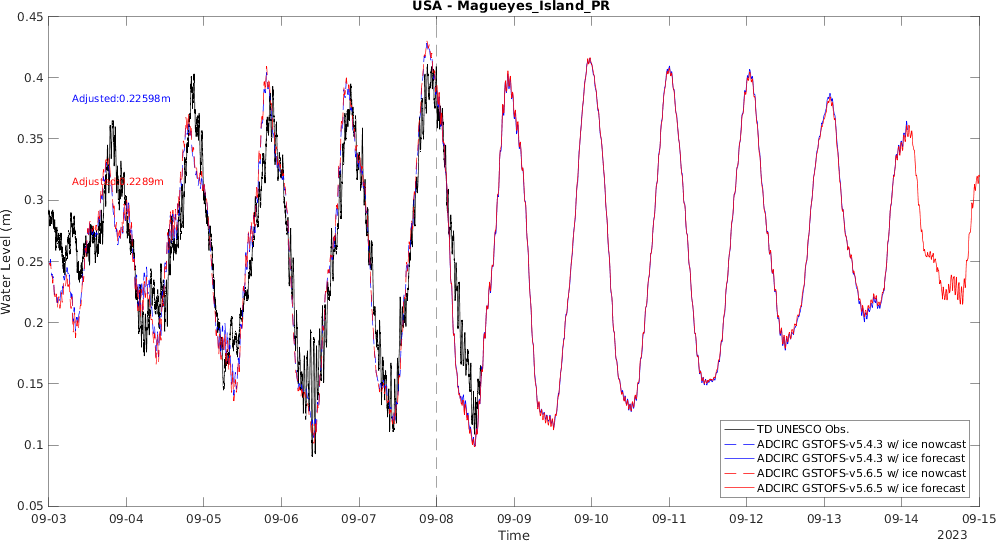 USA - Magueyes_Island_PR
0.45
0.4
0.35
0.3
0.25
0.2
0.15
0.1
0.05
Water Level (m)
Adjusted:0.22598m
Adjusted:0.2289m
TD UNESCO Obs.
ADCIRC GSTOFS-v5.4.3 w/ ice nowcast
ADCIRC GSTOFS-v5.4.3 w/ ice forecast
ADCIRC GSTOFS-v5.6.5 w/ ice nowcast
ADCIRC GSTOFS-v5.6.5 w/ ice forecast
09-03 09-04 09-05 09-06 09-07 09-08 09-09 09-10 09-11 09-12 09-13 09-14 09-15
Time
2023